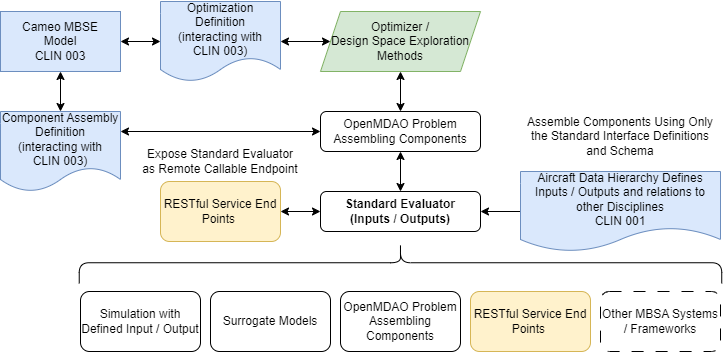 Cameo MBSE
Model
CLIN 003
Optimization
Definition
(interacting with
CLIN 003)
Optimizer /
Design Space Exploration
Methods
Component Assembly
Definition
(interacting with
CLIN 003)
OpenMDAO Problem
Assembling Components
Assemble Components Using Only
the Standard Interface Definitions
and Schema
Expose Standard Evaluator
as Remote Callable Endpoint
RESTful Service End
Points
Standard Evaluator
(Inputs / Outputs)
Aircraft Data Hierarchy Defines
Inputs / Outputs and relations to
other Disciplines
CLIN 001
Simulation with
Defined Input / Output
Surrogate Models
OpenMDAO Problem
Assembling
Components
RESTful Service End
Points
Other MBSA Systems
/ Frameworks